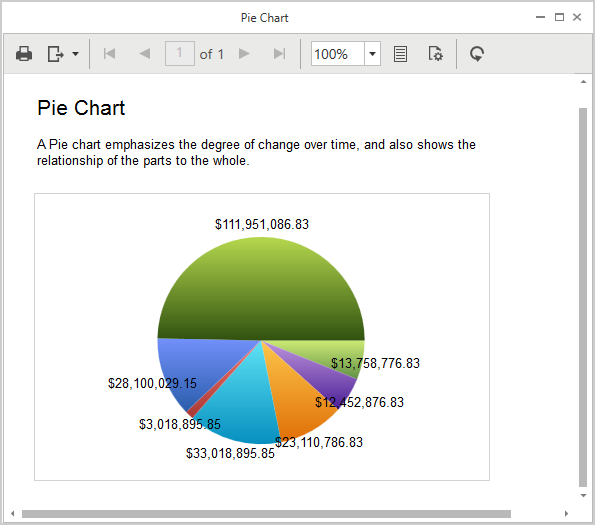 Pie Chart
1 of 1
100%
Pie Chart
A Pie chart emphasizes the degree of change over time, and also shows the
relationship of the parts to the whole.
$111,951,086.83
$13,758,776.83
$28,100,029.15
$12,452,876.83
$3,018,895.85
$23,110,786.83
$33,018,895.85